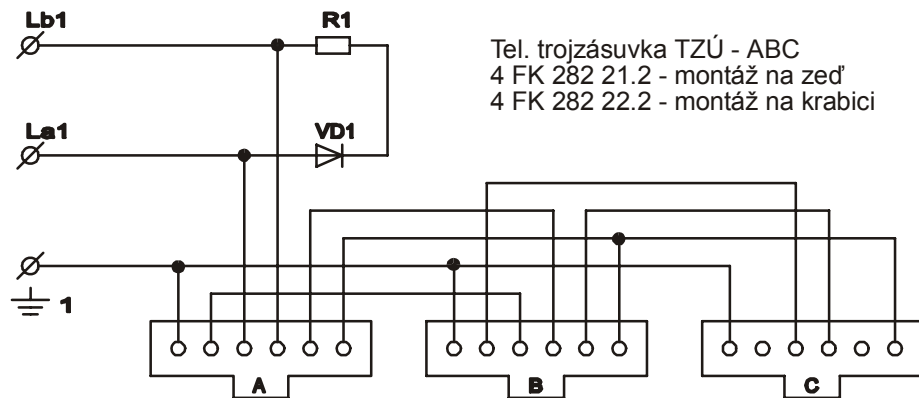 Lb1
R1
Tel. trojzásuvka TZÚ - ABC
4 FK 282 21.2 - montáž na zeď
4 FK 282 22.2 - montáž na krabici
La1
VD1
1
A
B
C